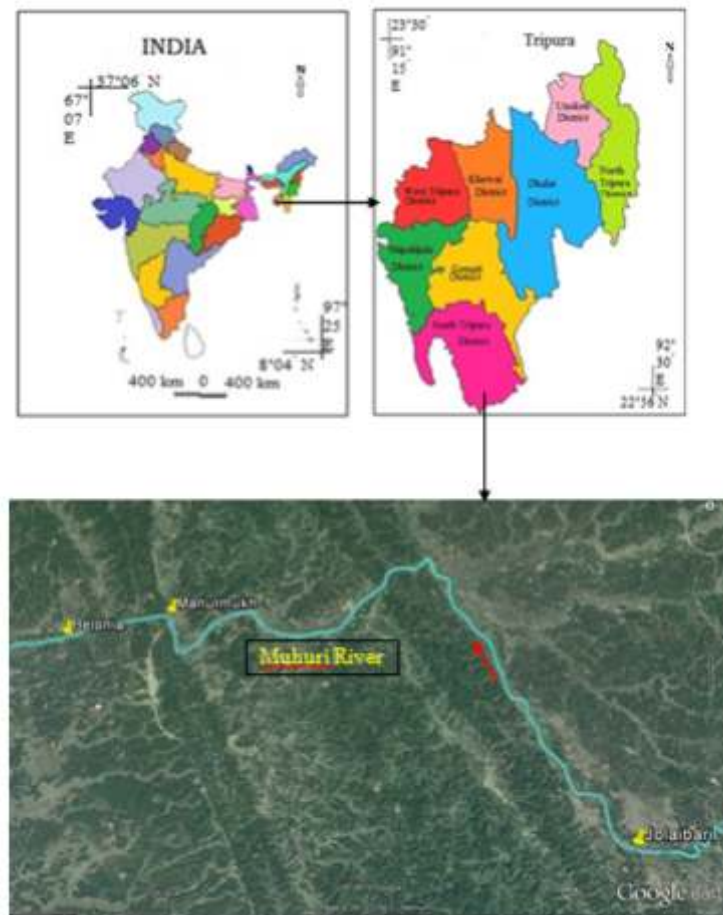 INDIA
37°06' N
67°
07'
E
N
97°
25'
E
8°04' N
400 km 0 400 km
23°30'
91°
15'
E
Tripura
N
Unakoti
District
North
Tripura
District
West Tripura
District
Khowai
District
Dhalai
District
Sepahijala
District
Gomati
District
South Tripura
District
92°
30'
E
22°56' N
Belonia
Manurmukh
Muhuri River
Jolaibari
Google